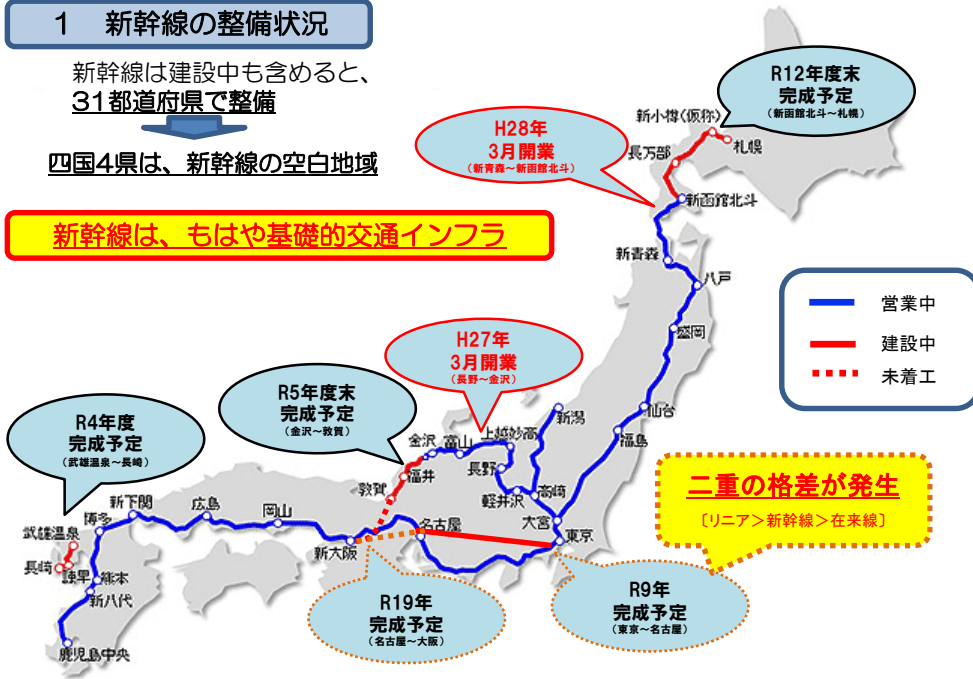 1 新幹線の整備状況
新幹線は建設中も含めると、
31都道府県で整備
四国4県は、新幹線の空白地域
新幹線は、もはや基礎的交通インフラ
R12年度末
完成予定
(新函館北斗~札幌)
H28年
3月開業
(新青森~新函館北斗)
新小樽(仮称)
札幌
長万部
新函館北斗
新青森
八戸
盛岡
仙台
福島
営業中
建設中
未着工
H27年
3月開業
(長野~金沢)
R5年度末
完成予定
(金沢~敦賀)
R4年度
完成予定
(武雄温泉~長崎)
新潟
金沢
富山
上越妙高
長野
軽井沢
高崎
大宮
東京
福井
敦賀
名古屋
新大阪
岡山
広島
新下関
博多
武雄温泉
長崎
諫早
熊本
新八代
鹿児島中央
二重の格差が発生
〔リニア>新幹線>在来線〕
R19年
完成予定
(名古屋~大阪)
R9年
完成予定
(東京~名古屋)